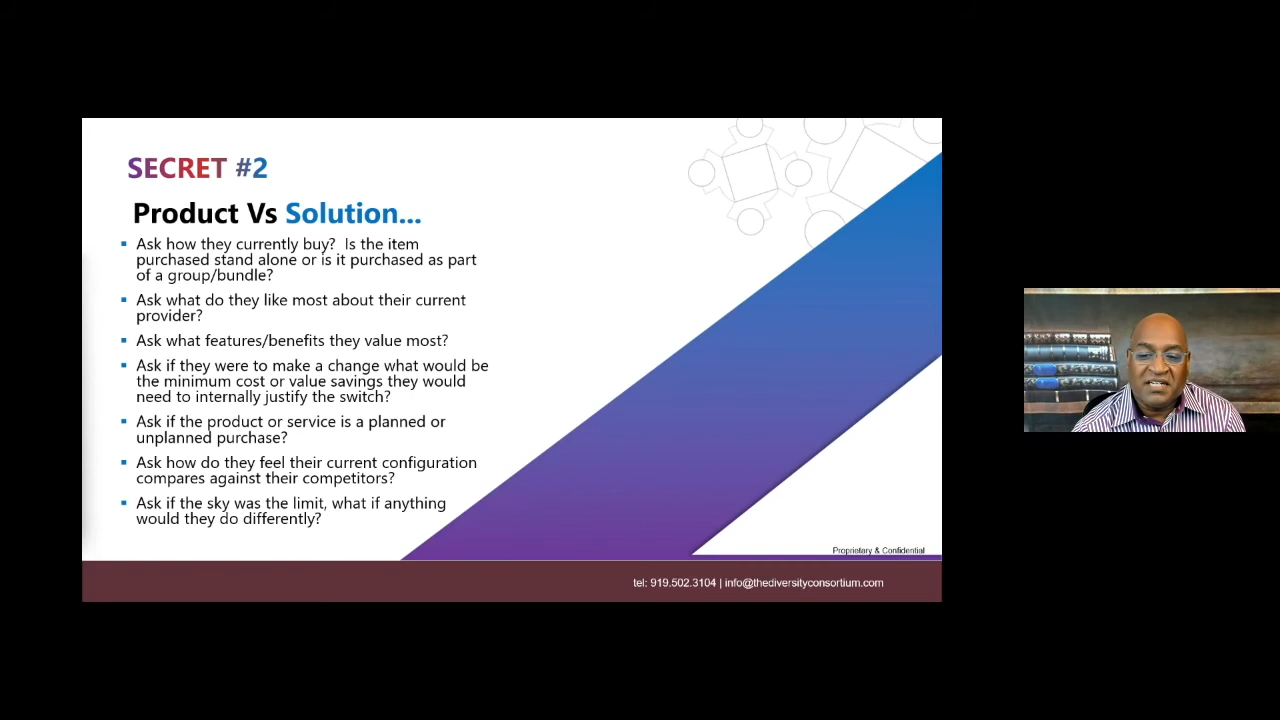 SECRET #2
Product Vs Solution...
Ask how they currently buy?  Is the item
purchased stand alone or is it purchased as part
of a group/bundle?
Ask what do they like most about their current
provider?
Ask what features/benefits they value most?
Ask if they were to make a change what would be
the minimum cost or value savings they would
need to internally justify the switch?
Ask if the product or service is a planned or
unplanned purchase?
Ask how do they feel their current configuration
compares against their competitors?
Ask if the sky was the limit, what if anything
would they do differently?
Proprietary & Confidential
tel: 919.502.3104 | info@thediversityconsortium.com